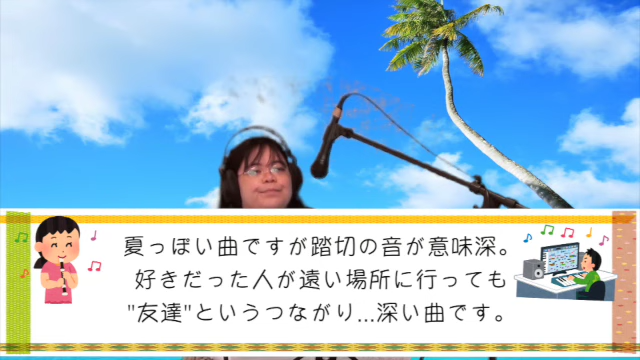 夏っぽい曲ですが踏切の音が意味深。
好きだった人が遠い場所に行っても
"友達"というつながり...深い曲です。